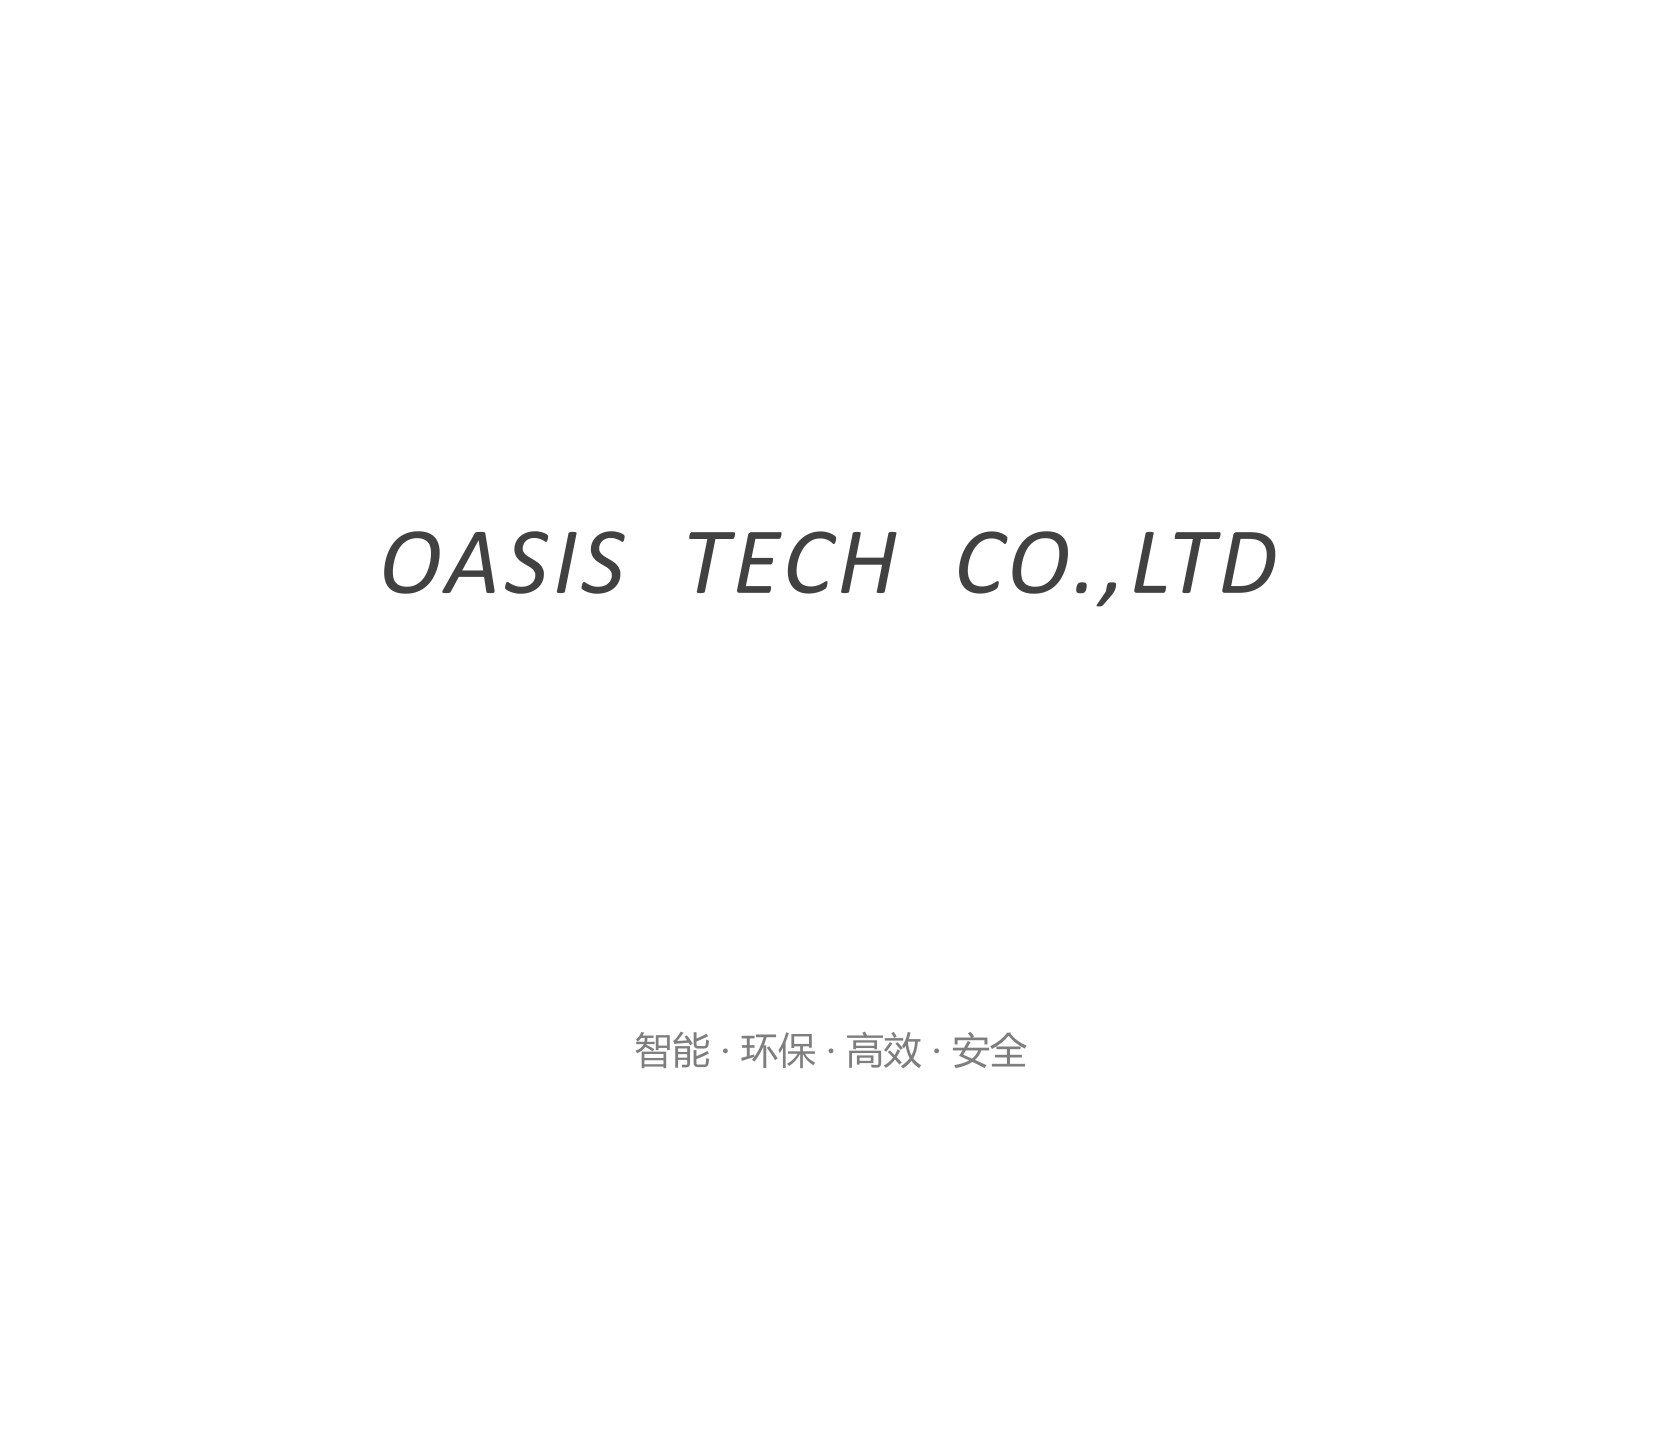 OASIS TECH CO.,LTD
智能 · 环保 · 高效 · 安全